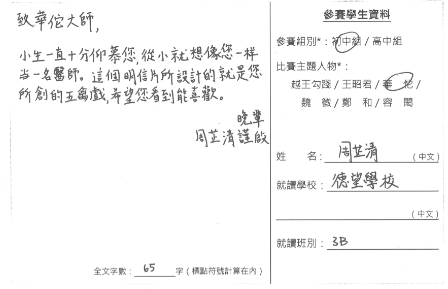 致華佗大師,
小生一直十分仰慕您,從小就想像您一樣
當一名醫師。這個明信片所設計的就是您
所創的五禽戲,希望您看到能喜歡。
晚輩
周芷清謹啟
全文字數: 65 字 (標點符號計算在內)
參賽學生資料
參賽組別*: 初中組 / 高中組
比賽主題人物*:
越王勾踐 / 王昭君 / 華佗 /
魏徵 / 鄭和 / 容閎
姓名: 周芷清 (中文)
就讀學校: 德望學校
(中文)
就讀班別: 3B